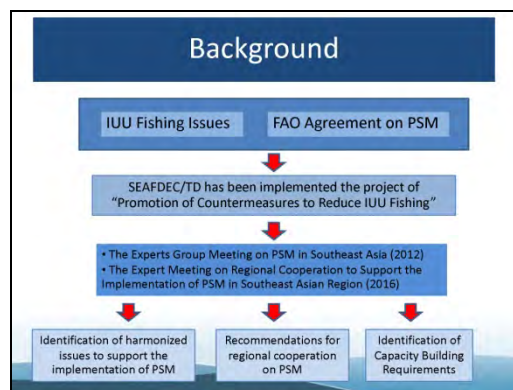 Background
IUU Fishing Issues
FAO Agreement on PSM
SEAFDEC/TD has been implemented the project of
“Promotion of Countermeasures to Reduce IUU Fishing”
• The Experts Group Meeting on PSM in Southeast Asia (2012)
• The Expert Meeting on Regional Cooperation to Support the
Implementation of PSM in Southeast Asian Region (2016)
Identification of harmonized
issues to support the
implementation of PSM
Recommendations for
regional cooperation
on PSM
Identification of
Capacity Building
Requirements